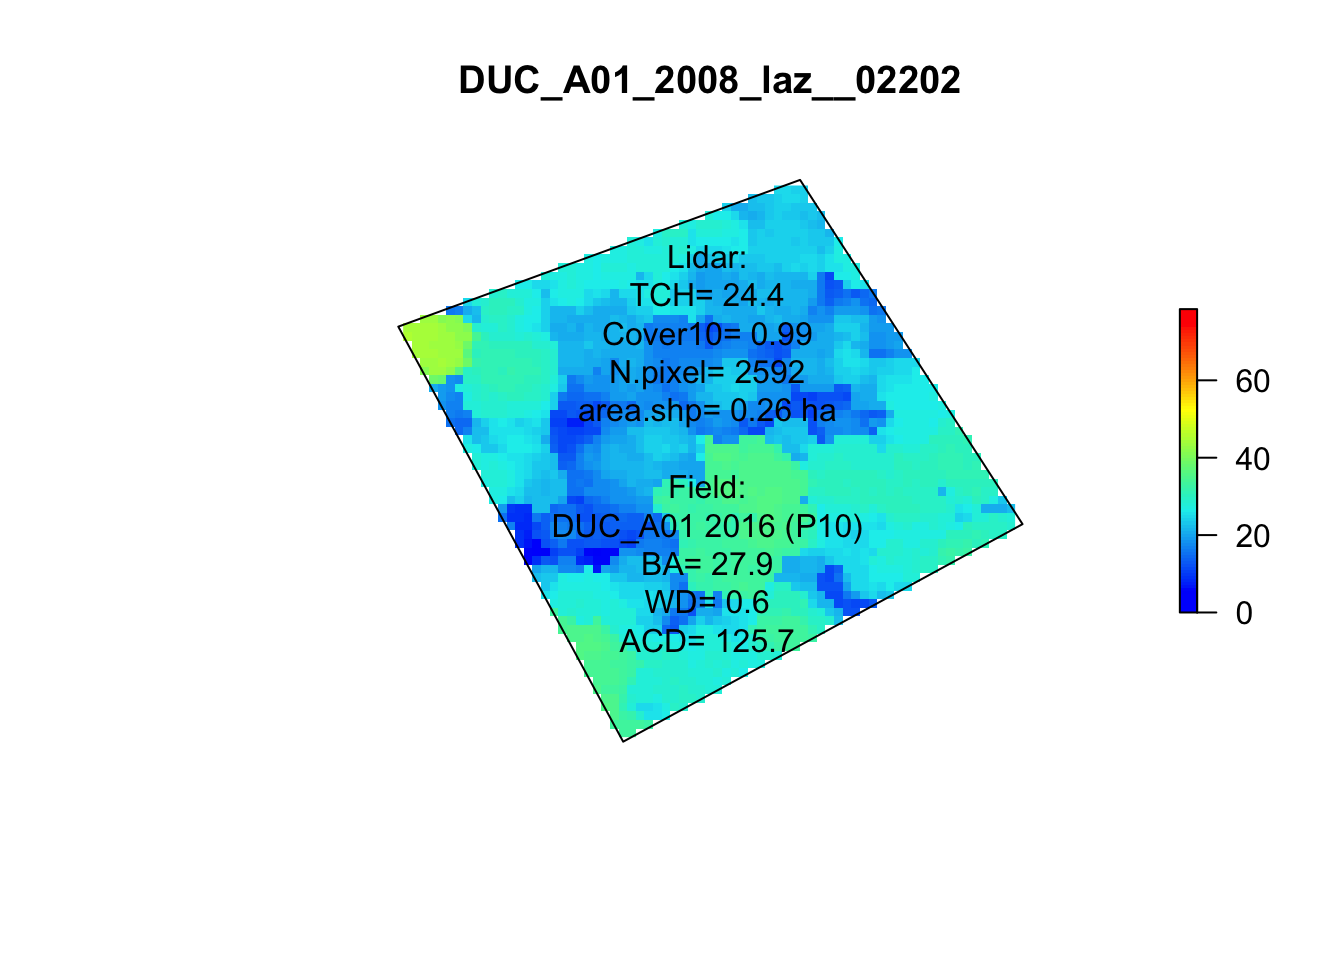 DUC_A01_2008_laz__02202
Lidar:
TCH= 24.4
Cover10= 0.99
N.pixel= 2592
area.shp= 0.26 ha
Field:
DUC_A01 2016 (P10)
BA= 27.9
WD= 0.6
ACD= 125.7
60
40
20
0